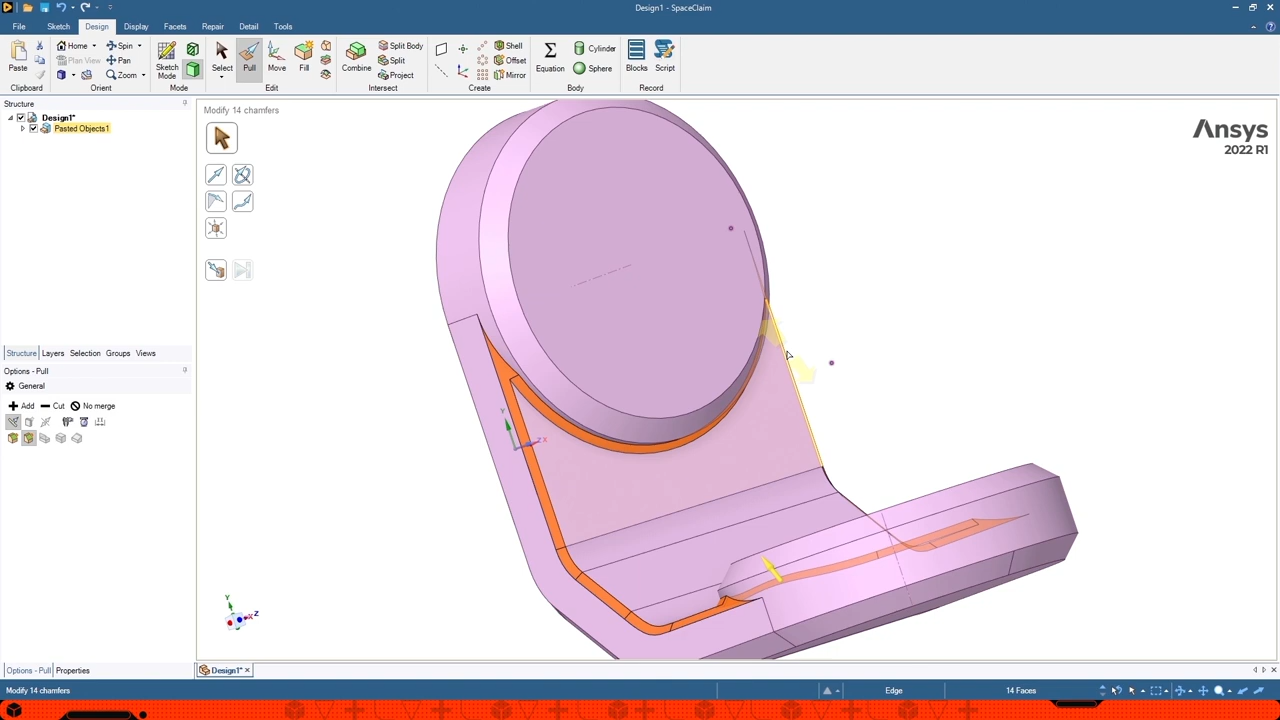 Design1 - SpaceClaim
File Sketch Design Display Facets Repair Detail Tools
Paste
Clipboard
Home Spin
Plan View Pan
Zoom
Orient
Sketch Mode
Mode
Select Pull Move Fill
Edit
Combine
Split Body
Split
Project
Intersect
Shell
Offset
Mirror
Create
Equation
Cylinder
Sphere
Body
Blocks Script
Record
Structure
Design1*
Pasted Objects1
Structure Layers Selection Groups Views
Options - Pull
General
Add Cut No merge
Options - Pull Properties
Modify 14 chamfers
Ansys
2022 R1
Y
X
Y
X Z
Design1*
Modify 14 chamfers
Edge
14 Faces